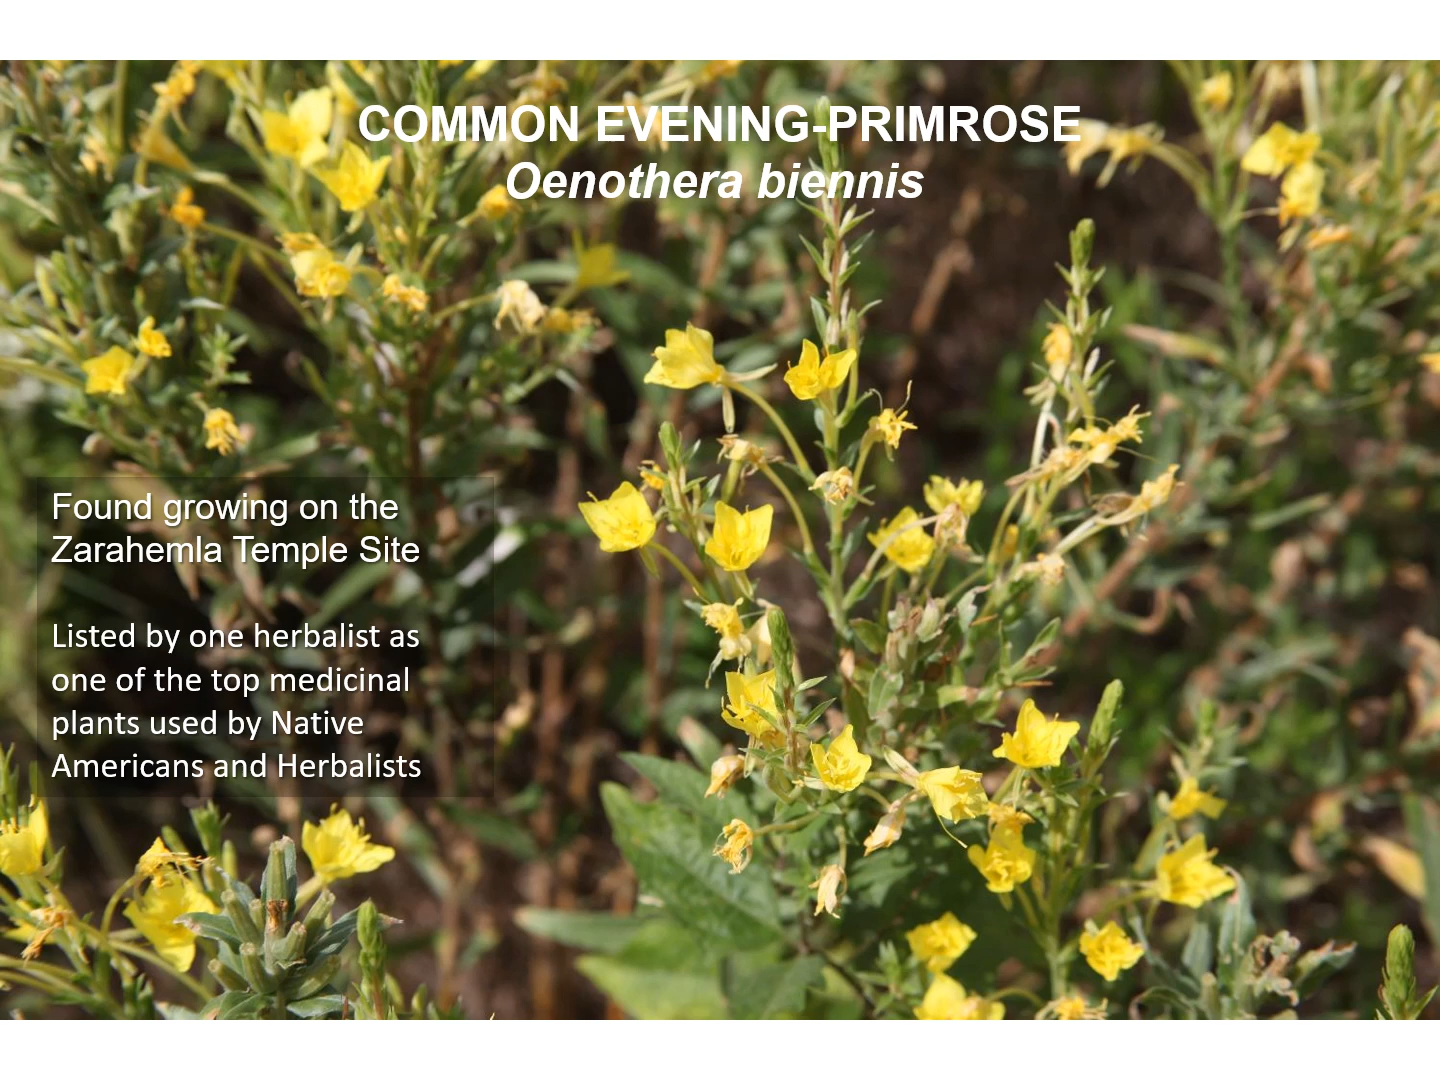 COMMON EVENING-PRIMROSE
Oenothera biennis
Found growing on the
Zarahemla Temple Site
Listed by one herbalist as
one of the top medicinal
plants used by Native
Americans and Herbalists